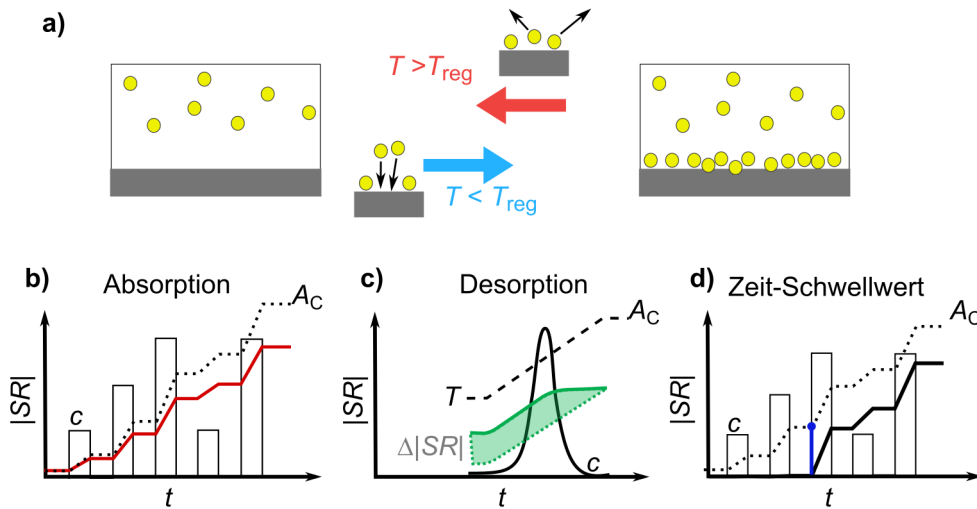 a)
T >Treg
T < Treg
b)
Absorption
AC
|SR|
c
t
c)
Desorption
AC
|SR|
T
Δ|SR|
c
t
d)
Zeit-Schwellwert
AC
|SR|
c
t